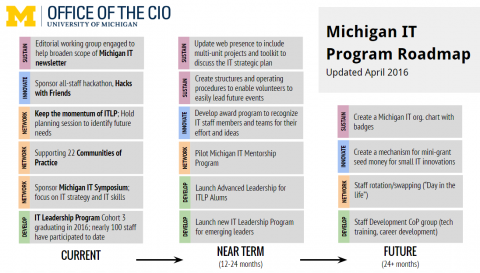 M
OFFICE OF THE CIO
UNIVERSITY OF MICHIGAN
Michigan IT
Program Roadmap
Updated April 2016
SUSTAIN
Editorial working group engaged to
help broaden scope of Michigan IT
newsletter
INNOVATE
Sponsor all-staff hackathon, Hacks
with Friends
NETWORK
Keep the momentum of ITLP; Hold
planning session to identify future
needs
NETWORK
Supporting 22 Communities of
Practice
NETWORK
Sponsor Michigan IT Symposium;
focus on IT strategy and IT skills
DEVELOP
IT Leadership Program Cohort 3
graduating in 2016; nearly 100 staff
have participated to date
CURRENT
SUSTAIN
Update web presence to include
multi-unit projects and toolkit to
discuss the IT strategic plan
SUSTAIN
Create structures and operating
procedures to enable volunteers to
easily lead future events
INNOVATE
Develop award program to recognize
IT staff members and teams for their
effort and ideas
NETWORK
Pilot Michigan IT Mentorship
Program
DEVELOP
Launch Advanced Leadership for
ITLP Alums
DEVELOP
Launch new IT Leadership Program
for emerging leaders
NEAR TERM
(12-24 months)
SUSTAIN
Create a Michigan IT org. chart with
badges
INNOVATE
Create a mechanism for mini-grant
seed money for small IT innovations
NETWORK
Staff rotation/swapping ("Day in the
life")
DEVELOP
Staff Development CoP group (tech
training, career development)
FUTURE
(24+ months)